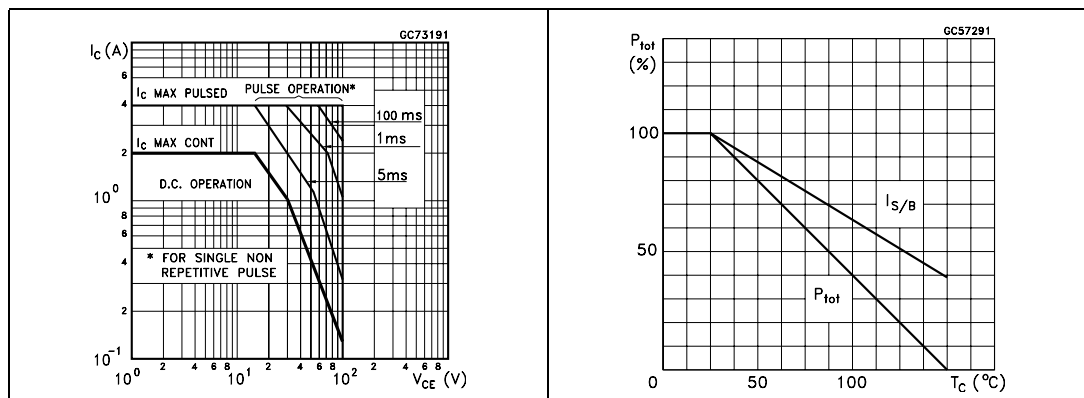 GC73191
I_C (A)
6
I_C MAX PULSED
PULSE OPERATION*
4
100 ms
1ms
I_C MAX CONT
2
5ms
D.C. OPERATION
10^0
8
6
* FOR SINGLE NON
REPETITIVE PULSE
4
2
10^-1
10^0 2 4 6 8 10^1 2 4 6 8 10^2 2 4 6 8
V_CE (V)
GC57291
P_tot
(%)
100
I_S/B
50
P_tot
0 50 100 T_C (°C)